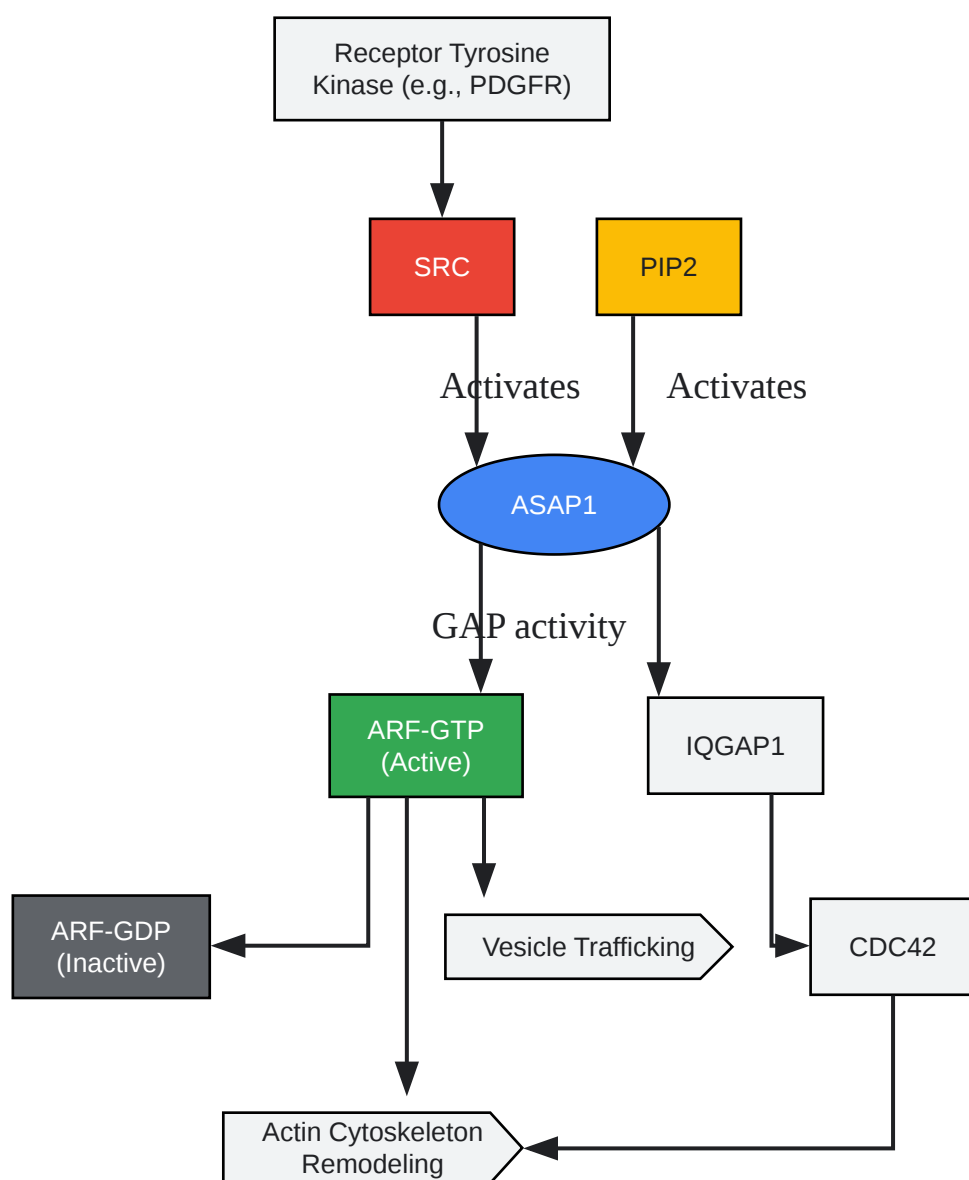 Receptor Tyrosine
Kinase (e.g., PDGFR)
SRC
PIP2
Activates
Activates
ASAP1
GAP activity
ARF-GTP
(Active)
IQGAP1
ARF-GDP
(Inactive)
Vesicle Trafficking
CDC42
Actin Cytoskeleton
Remodeling